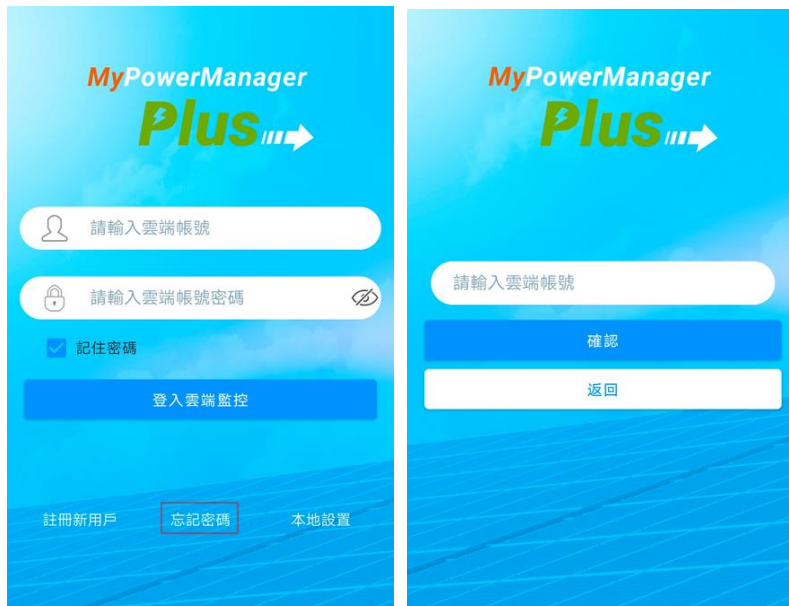 MyPowerManager
Plus
請輸入雲端帳號
請輸入雲端帳號密碼
記住密碼
登入雲端監控
註冊新用戶
忘記密碼
本地設置
MyPowerManager
Plus
請輸入雲端帳號
確認
返回